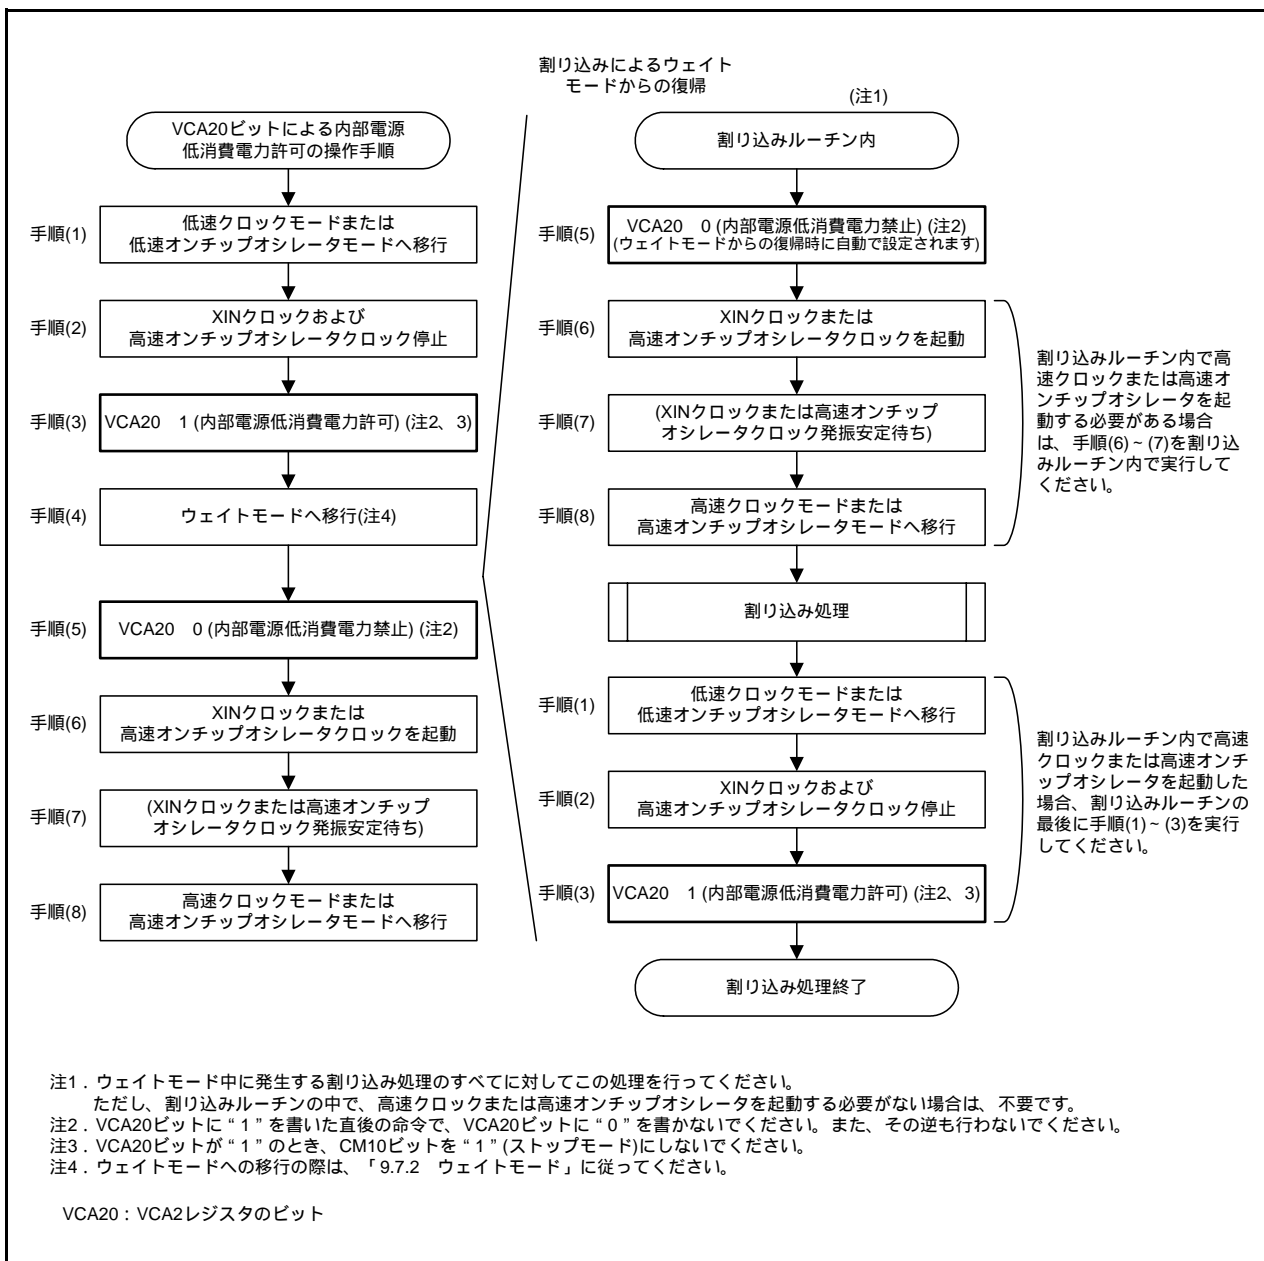 VCA20ビットによる内部電源
低消費電力許可の操作手順
手順(1)
低速クロックモードまたは
低速オンチップオシレータモードへ移行
手順(2)
XINクロックおよび
高速オンチップオシレータクロック停止
手順(3)
VCA20　1 (内部電源低消費電力許可) (注2、3)
手順(4)
ウェイトモードへ移行(注4)
手順(5)
VCA20　0 (内部電源低消費電力禁止) (注2)
手順(6)
XINクロックまたは
高速オンチップオシレータクロックを起動
手順(7)
(XINクロックまたは高速オンチップ
オシレータクロック発振安定待ち)
手順(8)
高速クロックモードまたは
高速オンチップオシレータモードへ移行
割り込みによるウェイト
モードからの復帰
(注1)
割り込みルーチン内
手順(5)
VCA20　0 (内部電源低消費電力禁止) (注2)
(ウェイトモードからの復帰時に自動で設定されます)
手順(6)
XINクロックまたは
高速オンチップオシレータクロックを起動
手順(7)
(XINクロックまたは高速オンチップ
オシレータクロック発振安定待ち)
手順(8)
高速クロックモードまたは
高速オンチップオシレータモードへ移行
割り込みルーチン内で高
速クロックまたは高速オ
ンチップオシレータを起
動する必要がある場合
は、手順(6)~(7)を割り込
みルーチン内で実行して
ください。
割り込み処理
手順(1)
低速クロックモードまたは
低速オンチップオシレータモードへ移行
手順(2)
XINクロックおよび
高速オンチップオシレータクロック停止
手順(3)
VCA20　1 (内部電源低消費電力許可) (注2、3)
割り込みルーチン内で高速
クロックまたは高速オンチ
ップオシレータを起動した
場合、割り込みルーチンの
最後に手順(1)~(3)を実行
してください。
割り込み処理終了
注1．ウェイトモード中に発生する割り込み処理のすべてに対してこの処理を行ってください。
ただし、割り込みルーチンの中で、高速クロックまたは高速オンチップオシレータを起動する必要がない場合は、不要です。
注2．VCA20ビットに“1”を書いた直後の命令で、VCA20ビットに“0”を書かないでください。また、その逆も行わないでください。
注3．VCA20ビットが“1”のとき、CM10ビットを“1”(ストップモード)にしないでください。
注4．ウェイトモードへの移行の際は、「9.7.2　ウェイトモード」に従ってください。
VCA20：VCA2レジスタのビット